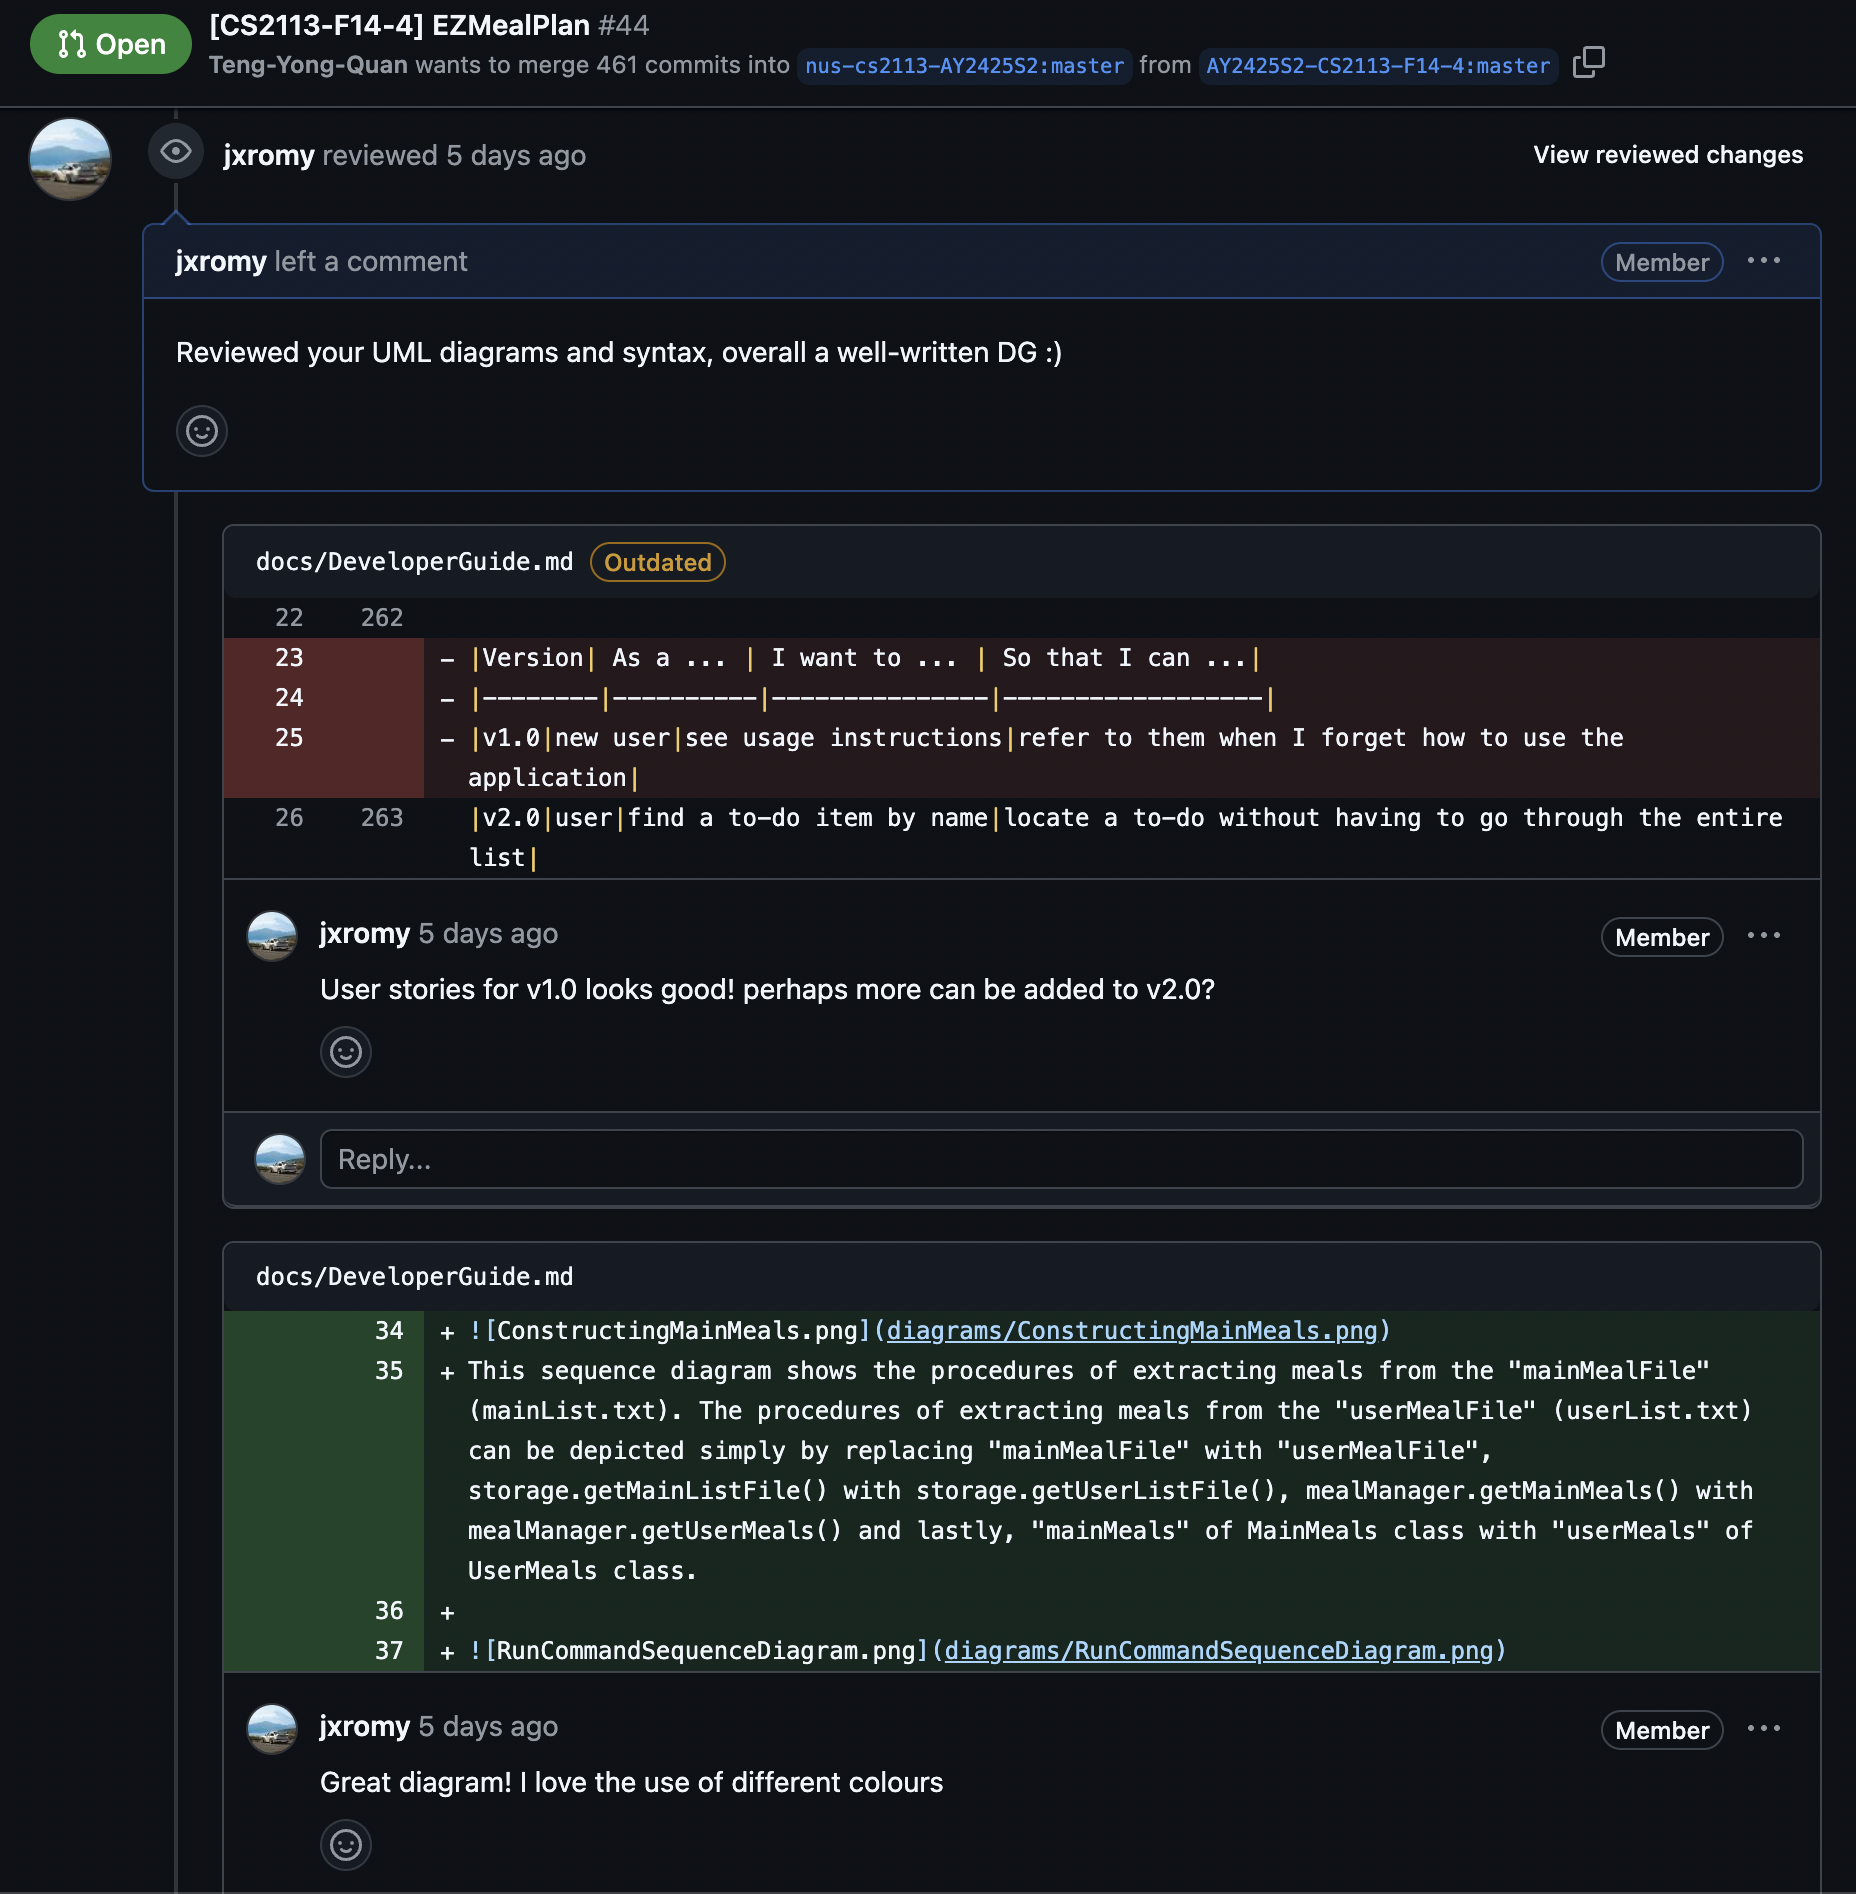 Open
[CS2113-F14-4] EZMealPlan #44
Teng-Yong-Quan wants to merge 461 commits into nus-cs2113-AY2425S2:master from AY2425S2-CS2113-F14-4:master
jxromy reviewed 5 days ago
View reviewed changes
jxromy left a comment
Member
Reviewed your UML diagrams and syntax, overall a well-written DG :)
docs/DeveloperGuide.md Outdated
22 262
23 - |Version| As a ... | I want to ... | So that I can ...|
24 - |--------|----------|---------------|------------------|
25 - |v1.0|new user|see usage instructions|refer to them when I forget how to use the
application|
26 263 |v2.0|user|find a to-do item by name|locate a to-do without having to go through the entire
list|
jxromy 5 days ago
Member
User stories for v1.0 looks good! perhaps more can be added to v2.0?
Reply...
docs/DeveloperGuide.md
34 + ![ConstructingMainMeals.png](diagrams/ConstructingMainMeals.png)
35 + This sequence diagram shows the procedures of extracting meals from the "mainMealFile"
(mainList.txt). The procedures of extracting meals from the "userMealFile" (userList.txt)
can be depicted simply by replacing "mainMealFile" with "userMealFile",
storage.getMainListFile() with storage.getUserListFile(), mealManager.getMainMeals() with
mealManager.getUserMeals() and lastly, "mainMeals" of MainMeals class with "userMeals" of
UserMeals class.
36 +
37 + ![RunCommandSequenceDiagram.png](diagrams/RunCommandSequenceDiagram.png)
jxromy 5 days ago
Member
Great diagram! I love the use of different colours